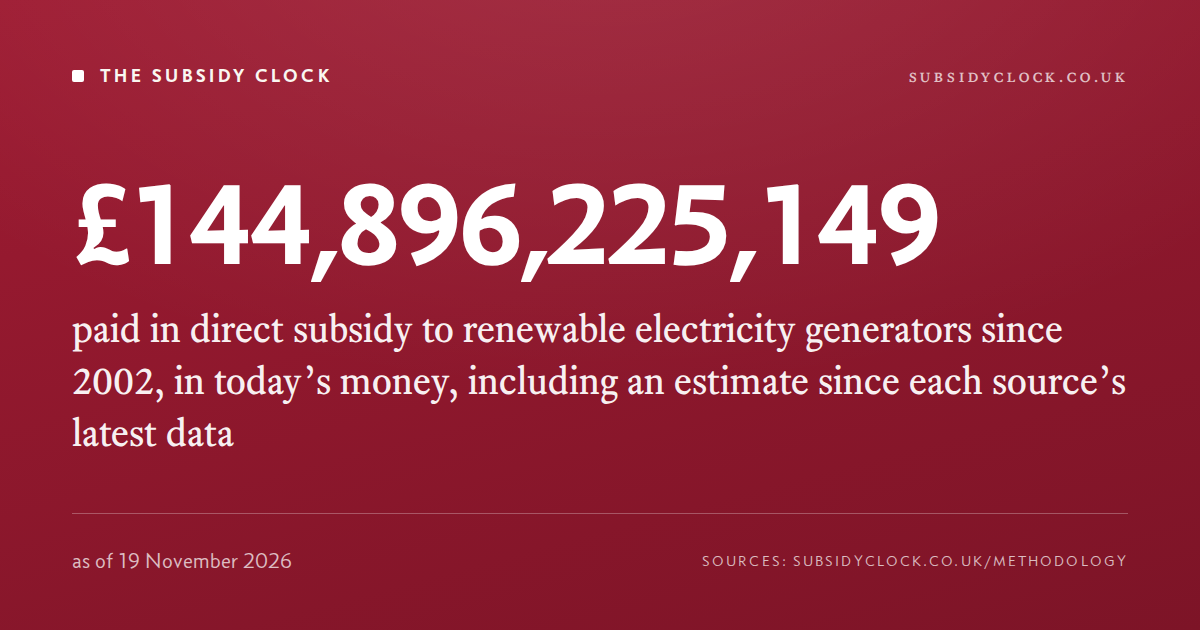 THE SUBSIDY CLOCK
SUBSIDYCLOCK.CO.UK
£144,896,225,149
paid in direct subsidy to renewable electricity generators since
2002, in today’s money, including an estimate since each source’s
latest data
as of 19 November 2026
SOURCES: SUBSIDYCLOCK.CO.UK/METHODOLOGY